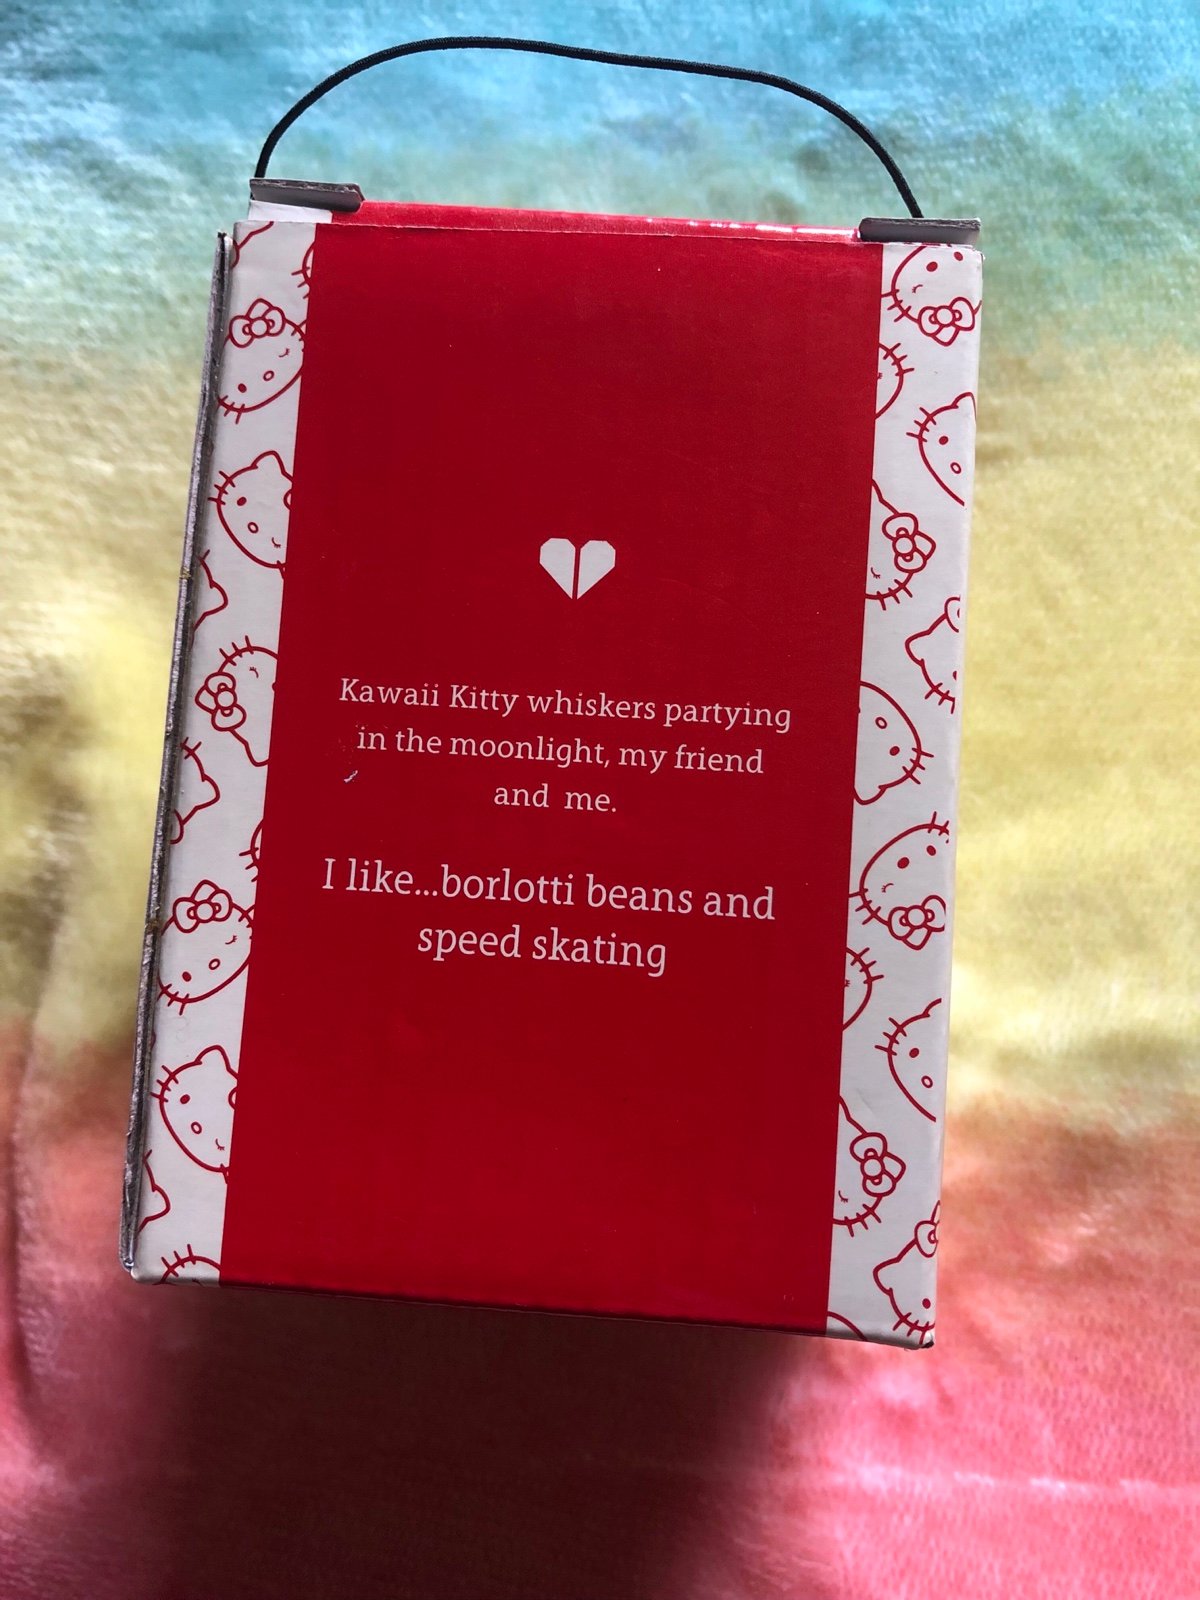 Kawaii Kitty whiskers partying
in the moonlight, my friend
and me.
I like...borlotti beans and
speed skating